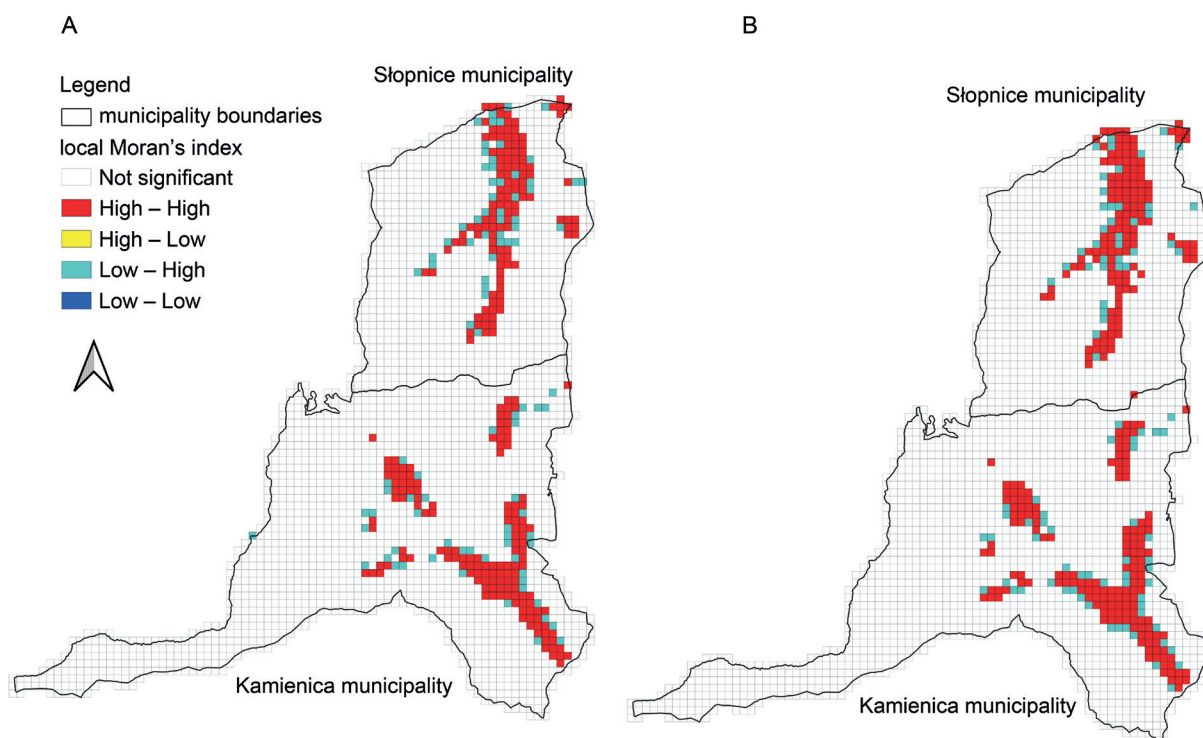 A
B
Legend
municipality boundaries
local Moran's index
Not significant
High – High
High – Low
Low – High
Low – Low
Słopnice municipality
Kamienica municipality
Słopnice municipality
Kamienica municipality